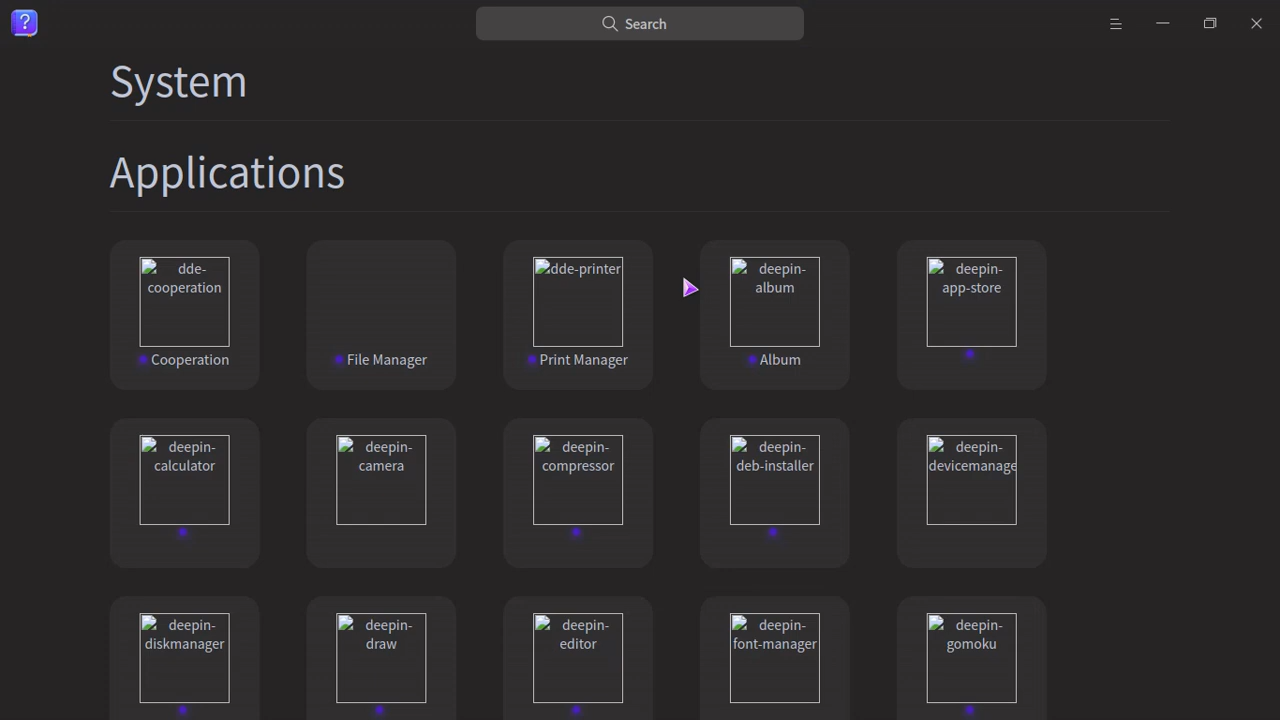 Search
System
Applications
dde-
cooperation
Cooperation
File Manager
dde-printer
Print Manager
deepin-
album
Album
deepin-
app-store
deepin-
calculator
deepin-
camera
deepin-
compressor
deepin-
deb-installer
deepin-
devicemanage
deepin-
diskmanager
deepin-
draw
deepin-
editor
deepin-
font-manager
deepin-
gomoku